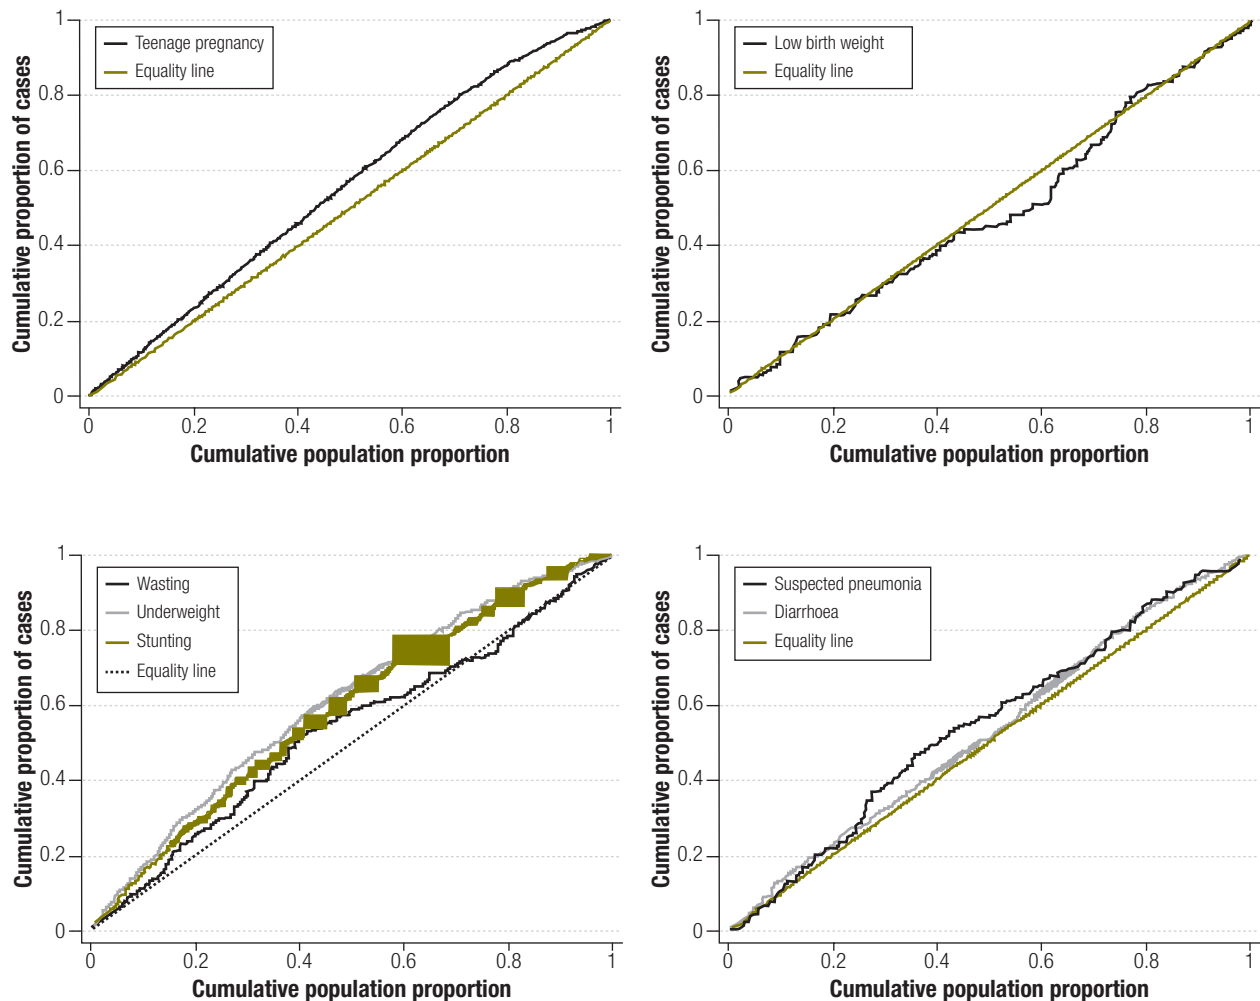 Cumulative proportion of cases
1
0.8
0.6
0.4
0.2
0
Teenage pregnancy
Equality line
0 0.2 0.4 0.6 0.8 1
Cumulative population proportion
Cumulative proportion of cases
1
0.8
0.6
0.4
0.2
0
Low birth weight
Equality line
0 0.2 0.4 0.6 0.8 1
Cumulative population proportion
Cumulative proportion of cases
1
0.8
0.6
0.4
0.2
0
Wasting
Underweight
Stunting
Equality line
0 0.2 0.4 0.6 0.8 1
Cumulative population proportion
Cumulative proportion of cases
1
0.8
0.6
0.4
0.2
0
Suspected pneumonia
Diarrhoea
Equality line
0 0.2 0.4 0.6 0.8 1
Cumulative population proportion